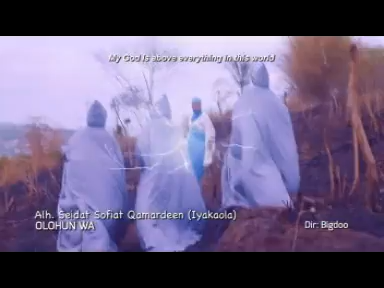 My God is above everything in this world
Alh. Seidat Sofiat Qamardeen (Iyakaola)
OLOHUN WA
Dir: Bigdoo